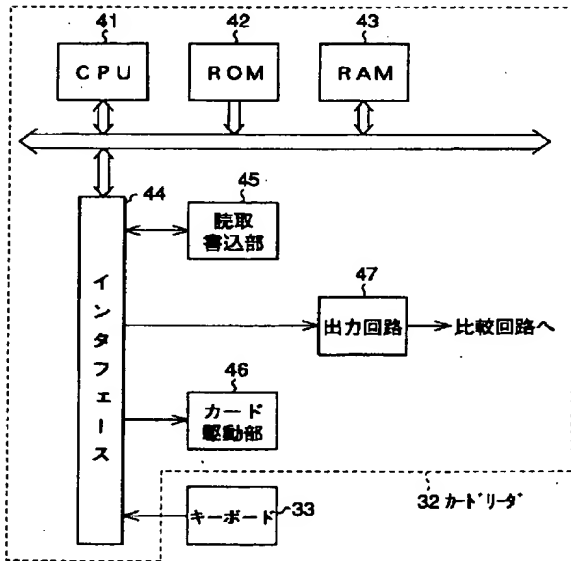 41
42
43
CPU
ROM
RAM
44
45
読取
書込部
インタフェース
47
出力回路
比較回路へ
46
カード
駆動部
キーボード
33
32 カードリーダ